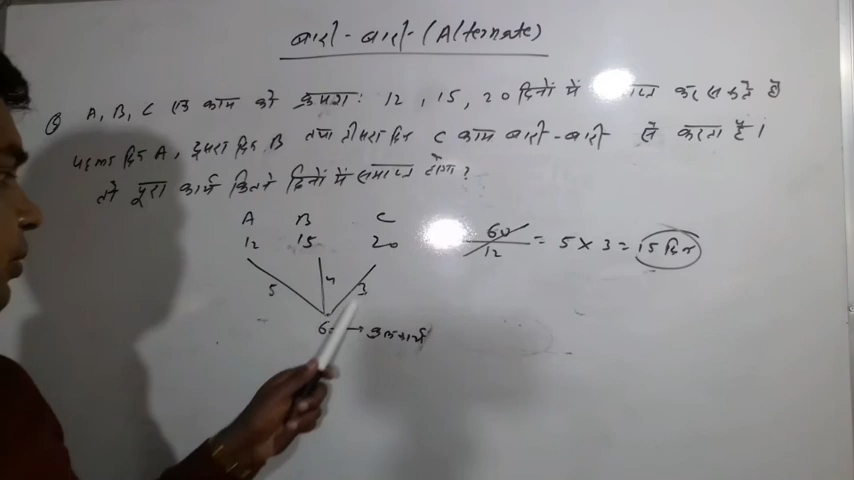 बारी - बारी - (Alternate)
Q A, B, C एक काम को क्रमशः 12, 15, 20 दिनों में समाप्त कर सकते है
पहला दिन A, दूसरा दिन B तथा तीसरा दिन C काम बारी-बारी से करता है।
तो पूरा कार्य कितने दिनों में समाप्त होगा?
A B C
12 15 20
60/12 = 5 x 3 = 15 दिन
5 4 3
60 → कुल कार्य